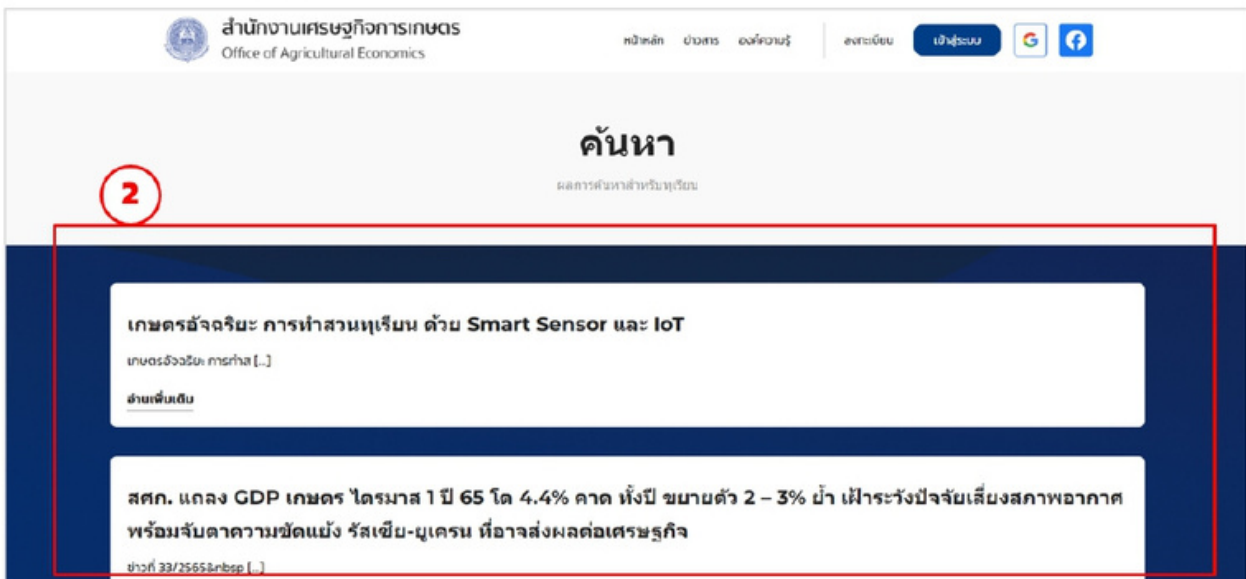 สำนักงานเศรษฐกิจการเกษตร
Office of Agricultural Economics
หน้าหลัก ข่าวสาร องค์ความรู้ ลงทะเบียน เข้าสู่ระบบ
ค้นหา
ผลการค้นหาสำหรับทุเรียน
2
เกษตรอัจฉริยะ การทำสวนทุเรียน ด้วย Smart Sensor และ IoT
เกษตรอัจฉริยะ การทำส [...]
อ่านเพิ่มเติม
สศก. แถลง GDP เกษตร ไตรมาส 1 ปี 65 โต 4.4% คาด ทั้งปี ขยายตัว 2 – 3% ย้ำ เฝ้าระวังปัจจัยเสี่ยงสภาพอากาศ
พร้อมจับตาความขัดแย้ง รัสเซีย-ยูเครน ที่อาจส่งผลต่อเศรษฐกิจ
ข่าวที่ 33/2565&nbsp [...]